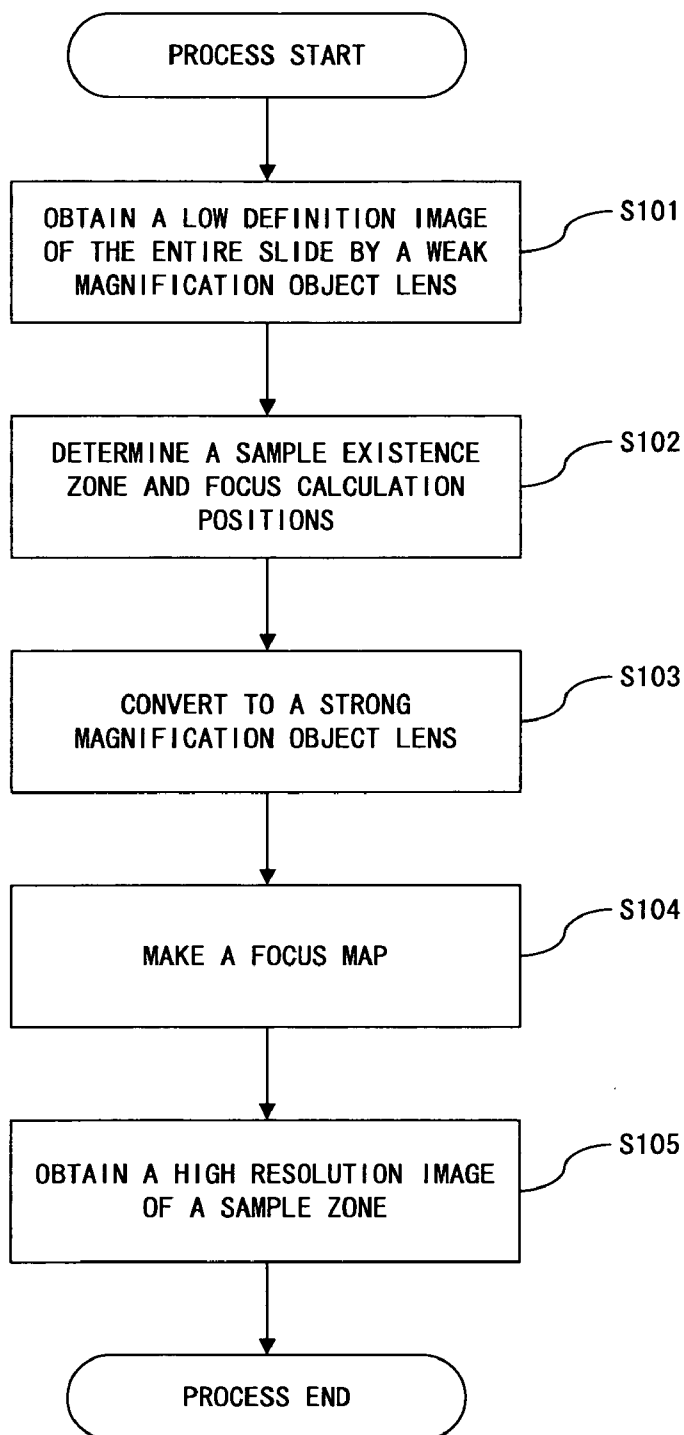 PROCESS START
OBTAIN A LOW DEFINITION IMAGE
OF THE ENTIRE SLIDE BY A WEAK
MAGNIFICATION OBJECT LENS
S101
DETERMINE A SAMPLE EXISTENCE
ZONE AND FOCUS CALCULATION
POSITIONS
S102
CONVERT TO A STRONG
MAGNIFICATION OBJECT LENS
S103
MAKE A FOCUS MAP
S104
OBTAIN A HIGH RESOLUTION IMAGE
OF A SAMPLE ZONE
S105
PROCESS END